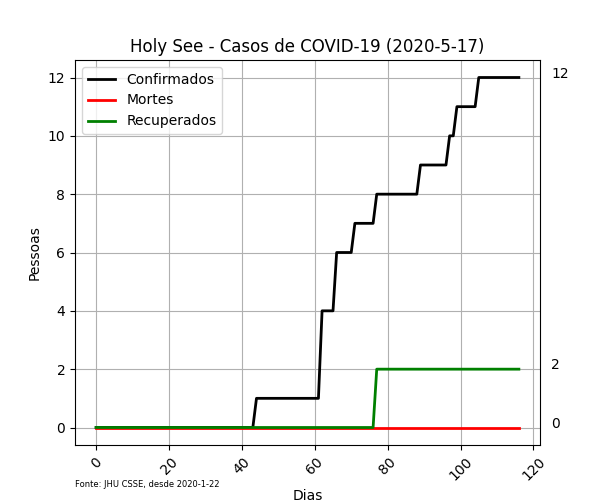 Holy See - Casos de COVID-19 (2020-5-17)
Confirmados
Mortes
Recuperados
12
10
8
6
4
2
0
Pessoas
12
2
0
0
20
40
60
80
100
120
Dias
Fonte: JHU CSSE, desde 2020-1-22